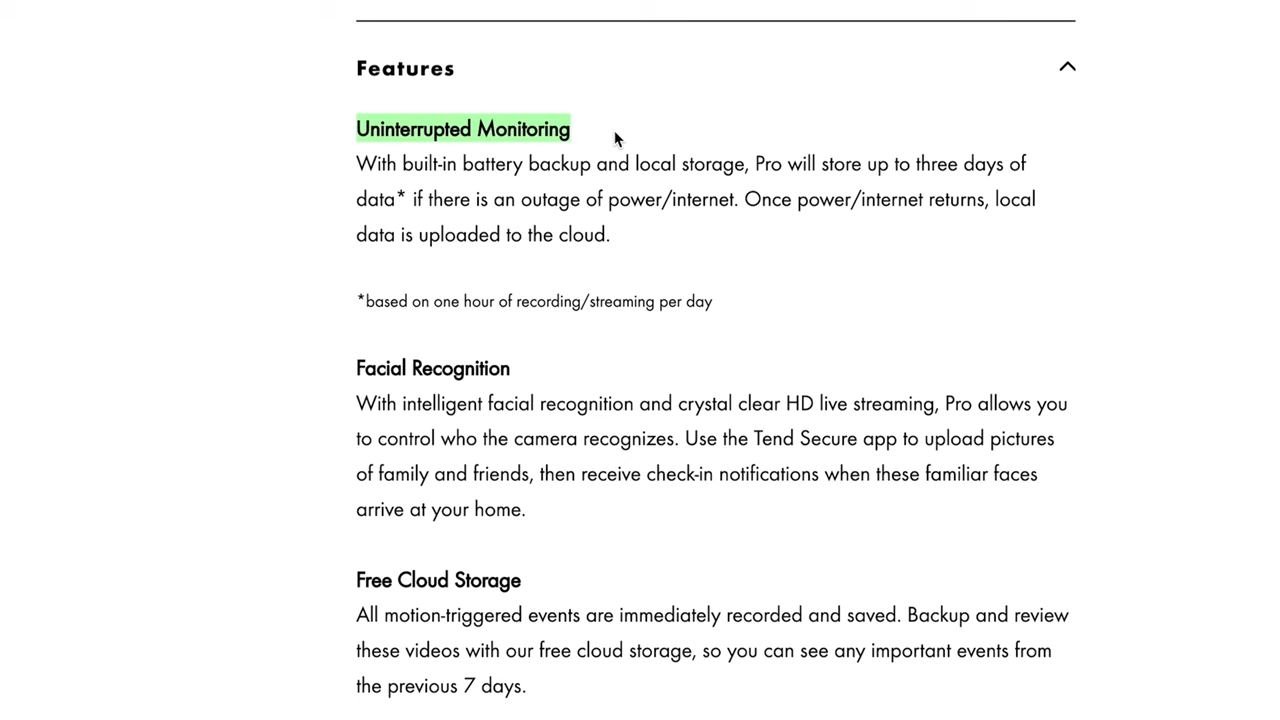 Features
Uninterrupted Monitoring
With built-in battery backup and local storage, Pro will store up to three days of
data* if there is an outage of power/internet. Once power/internet returns, local
data is uploaded to the cloud.
*based on one hour of recording/streaming per day
Facial Recognition
With intelligent facial recognition and crystal clear HD live streaming, Pro allows you
to control who the camera recognizes. Use the Tend Secure app to upload pictures
of family and friends, then receive check-in notifications when these familiar faces
arrive at your home.
Free Cloud Storage
All motion-triggered events are immediately recorded and saved. Backup and review
these videos with our free cloud storage, so you can see any important events from
the previous 7 days.